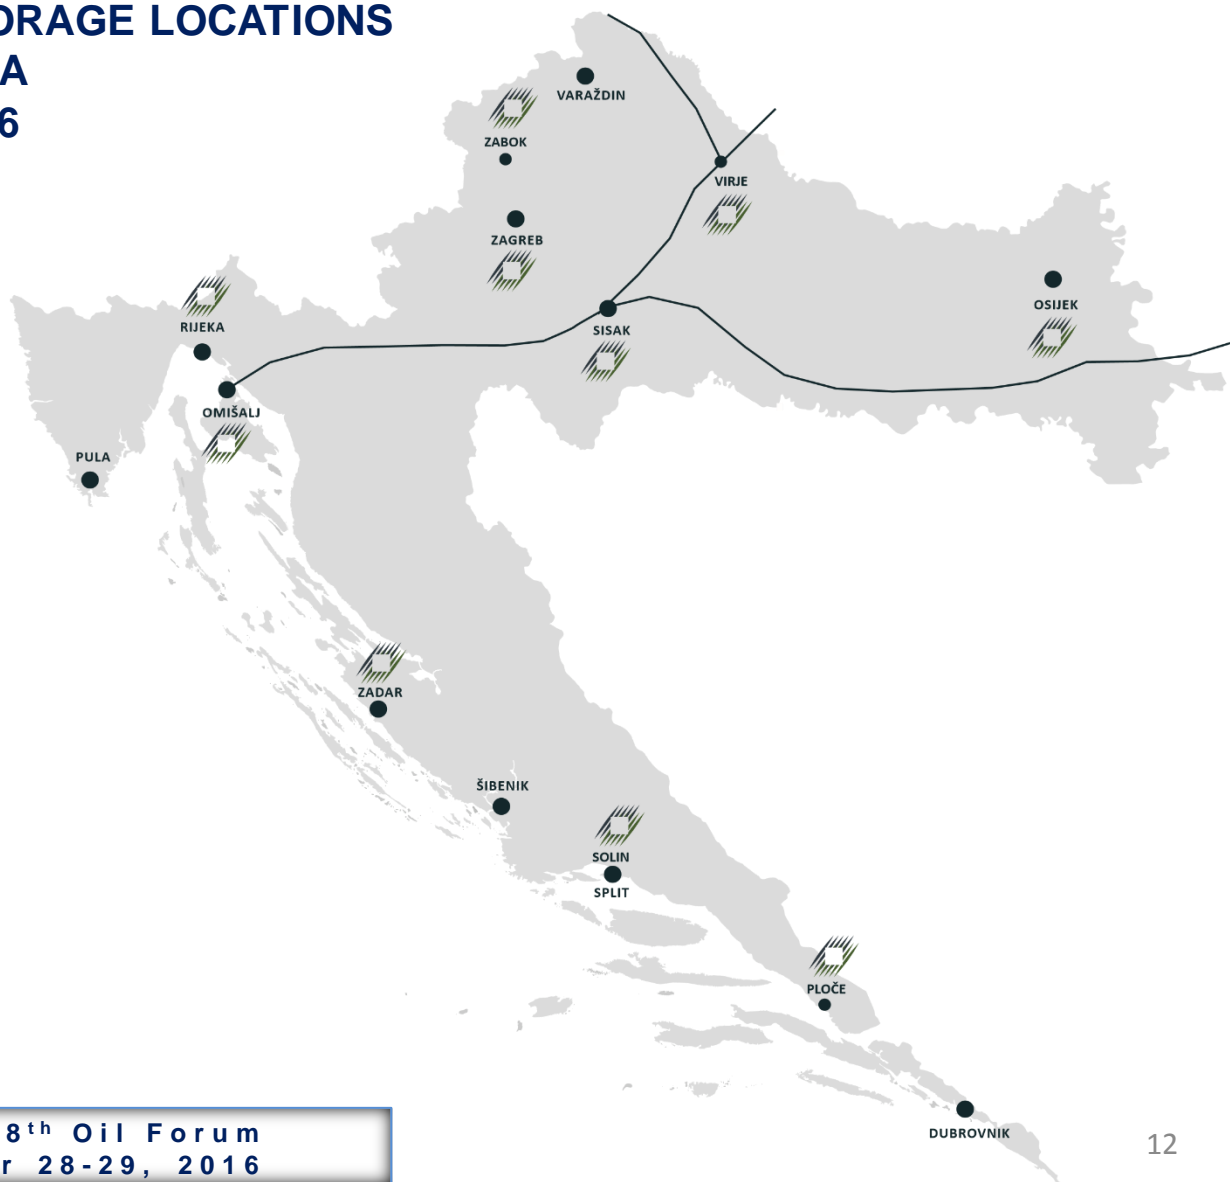 ORAGE LOCATIONS
A
6
VARAŽDIN
ZABOK
VIRJE
ZAGREB
OSIJEK
RIJEKA
SISAK
OMIŠALJ
PULA
ZADAR
ŠIBENIK
SOLIN
SPLIT
PLOČE
DUBROVNIK
8th Oil Forum
r 28-29, 2016
12